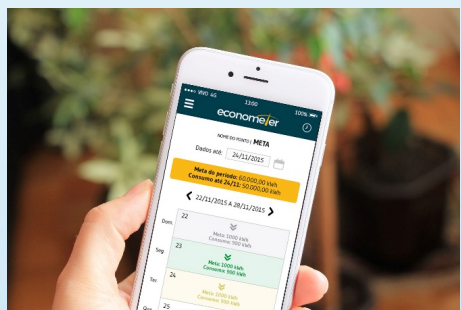 VIVO 4G 11:00 100%
econometer
NOME DO PONTO | META
Dados até: 24/11/2015
Meta do período: 60.000,00 kWh
Consumo até 24/11: 50.000,00 kWh
22/11/2015 A 28/11/2015
Dom. 22
Meta: 1000 kWh
Consumo: 900 kWh
Seg. 23
Meta: 1000 kWh
Consumo: 900 kWh
Ter. 24
Meta: 1000 kWh
Consumo: 900 kWh
25